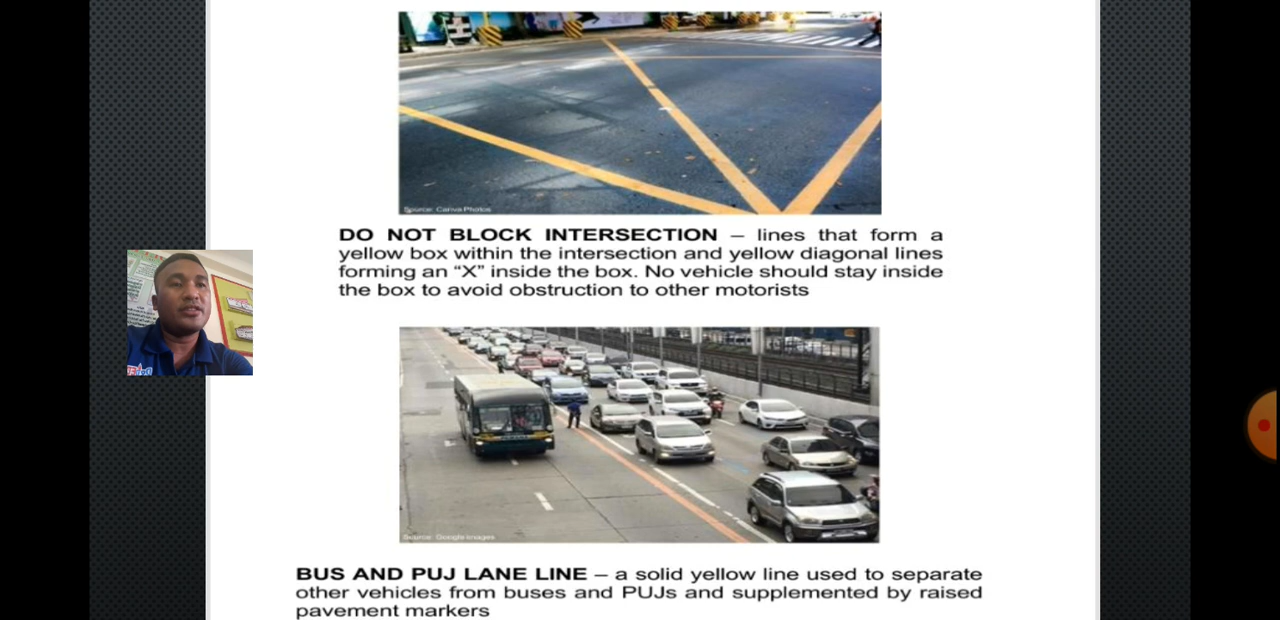 Source: Canva Photos
DO NOT BLOCK INTERSECTION – lines that form a
yellow box within the intersection and yellow diagonal lines
forming an “X” inside the box. No vehicle should stay inside
the box to avoid obstruction to other motorists
Source: Google Images
BUS AND PUJ LANE LINE – a solid yellow line used to separate
other vehicles from buses and PUJs and supplemented by raised
pavement markers